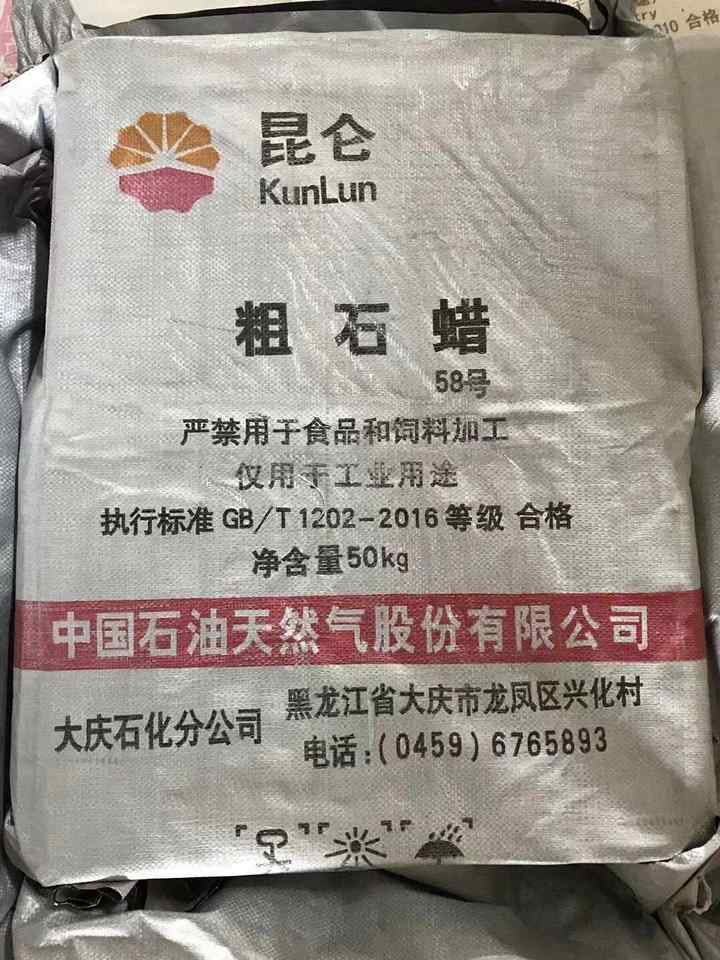 try
210 合格
昆仑
KunLun
粗石蜡
58号
严禁用于食品和饲料加工
仅用于工业用途
执行标准 GB/T 1202-2016 等级 合格
净含量50kg
中国石油天然气股份有限公司
大庆石化分公司
黑龙江省大庆市龙凤区兴化村
电话:(0459) 6765893